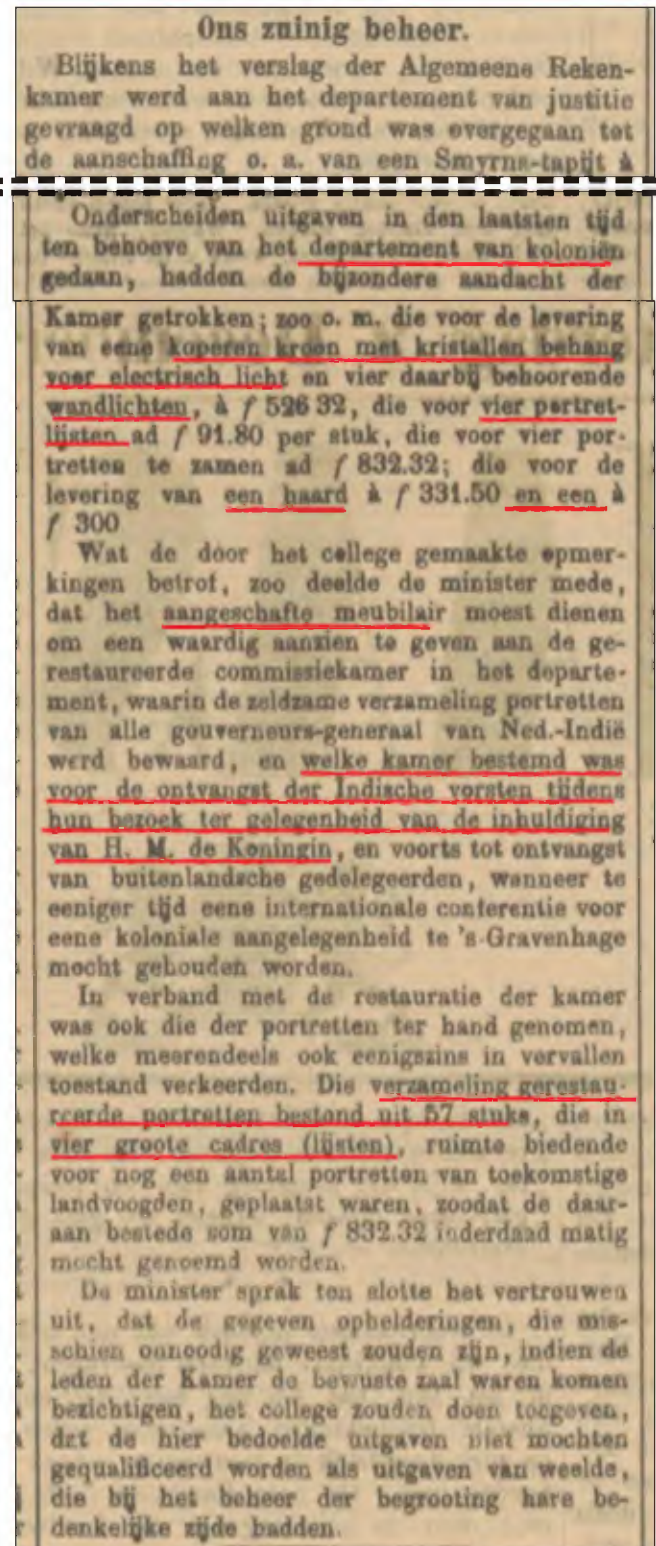 Ons zuinig beheer.
Blijkens het verslag der Algemeene Reken-
kamer werd aan het departement van justitie
gevraagd op welken grond was overgegaan tot
de aanschaffing o. a. van een Smyrna-tapijt à
Onderscheiden uitgaven in den laatsten tijd
ten behoeve van het departement van koloniën
gedaan, hadden de bijzondere aandacht der
Kamer getrokken; zoo o. m. die voor de levering
van eene koperen kroon met kristallen behang
voor electrisch licht en vier daarbij behoorende
wandlichten, à ƒ 526 32, die voor vier portret-
lijsten ad ƒ 91.80 per stuk, die voor vier por-
tretten te zamen ad ƒ 832.32; die voor de
levering van een haard à ƒ 331.50 en een à
ƒ 300
Wat de door het college gemaakte opmer-
kingen betrof, zoo deelde de minister mede,
dat het aangeschafte meubilair moest dienen
om een waardig aanzien te geven aan de ge-
restaureerde commissiekamer in het departe-
ment, waarin de zeldzame verzameling portretten
van alle gouverneurs-generaal van Ned.-Indië
werd bewaard, en welke kamer bestemd was
voor de ontvangst der Indische vorsten tijdens
hun bezoek ter gelegenheid van de inhuldiging
van H. M. de Koningin, en voorts tot ontvangst
van buitenlandsche gedelegeerden, wanneer te
eeniger tijd eene internationale conferentie voor
eene koloniale aangelegenheid te 's-Gravenhage
mocht gehouden worden.
In verband met de restauratie der kamer
was ook die der portretten ter hand genomen,
welke meerendeels ook eenigszins in vervallen
toestand verkeerden. Die verzameling gerestau-
reerde portretten bestond uit 57 stuks, die in
vier groote cadres (lijsten), ruimte biedende
voor nog een aantal portretten van toekomstige
landvoogden, geplaatst waren, zoodat de daar-
aan bestede som van ƒ 832.32 inderdaad matig
mocht genoemd worden.
De minister sprak ten slotte het vertrouwen
uit, dat de gegeven ophelderingen, die mis-
schien onnoodig geweest zouden zijn, indien de
leden der Kamer de bewuste zaal waren komen
bezichtigen, het college zouden doen toegeven,
dat de hier bedoelde uitgaven niet mochten
gequalificeerd worden als uitgaven van weelde,
die bij het beheer der begrooting hare be-
denkelijke zijde hadden.